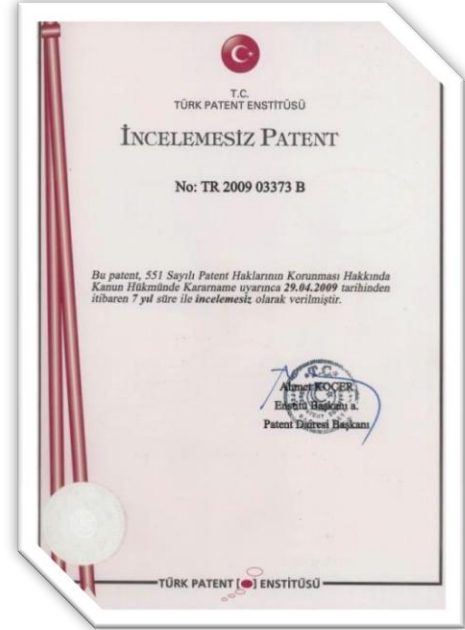 T.C.
TÜRK PATENT ENSTİTÜSÜ
İNCELEMESİZ PATENT
No: TR 2009 03373 B
Bu patent, 551 Sayılı Patent Haklarının Korunması Hakkında
Kanun Hükmünde Kararname uyarınca 29.04.2009 tarihinden
itibaren 7 yıl süre ile incelemesiz olarak verilmiştir.
T.C.
Ahmet KOÇER
Enstitü Başkanı a.
Patent Dairesi Başkanı
TÜRK PATENT ENSTİTÜSÜ